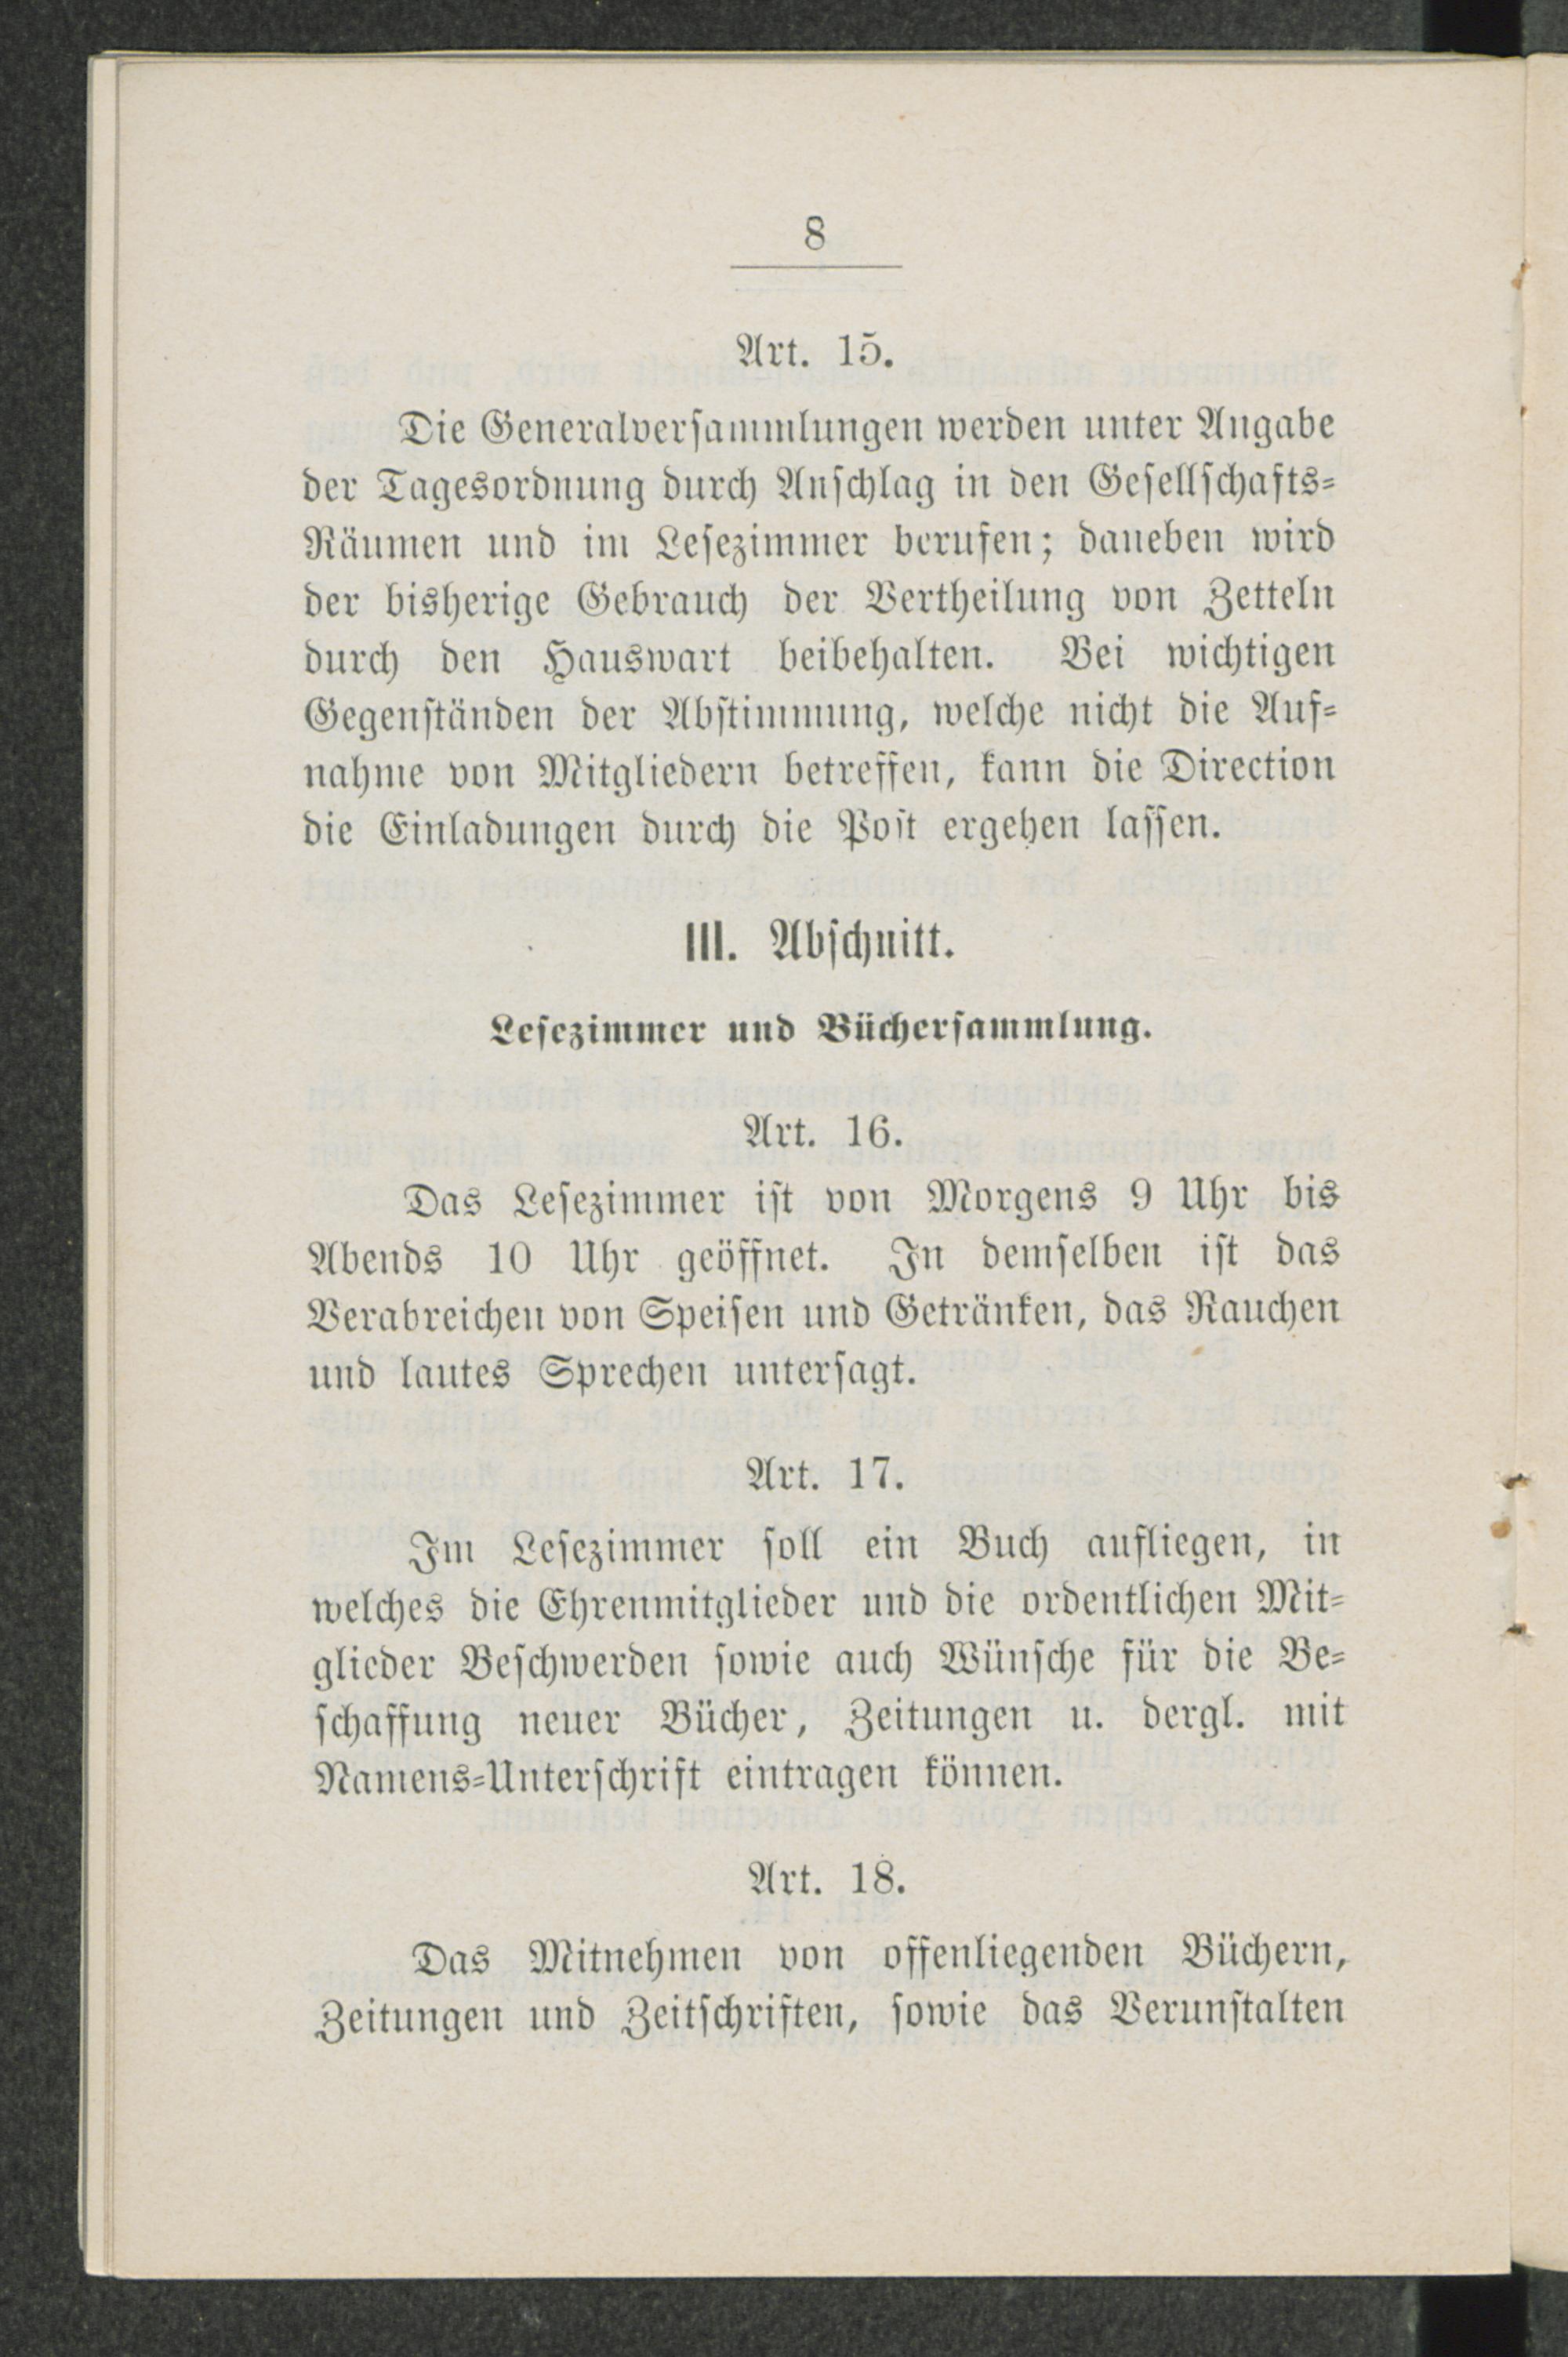 8
Art. 15.
Die Generalversammlungen werden unter Angabe
der Tagesordnung durch Anschlag in den Gesellschafts-
Räumen und im Lesezimmer berufen; daneben wird
der bisherige Gebrauch der Vertheilung von Zetteln
durch den Hauswart beibehalten. Bei wichtigen
Gegenständen der Abstimmung, welche nicht die Auf-
nahme von Mitgliedern betreffen, kann die Direction
die Einladungen durch die Post ergehen lassen.
III. Abschnitt.
Lesezimmer und Büchersammlung.
Art. 16.
Das Lesezimmer ist von Morgens 9 Uhr bis
Abends 10 Uhr geöffnet. In demselben ist das
Verabreichen von Speisen und Getränken, das Rauchen
und lautes Sprechen untersagt.
Art. 17.
Im Lesezimmer soll ein Buch aufliegen, in
welches die Ehrenmitglieder und die ordentlichen Mit-
glieder Beschwerden sowie auch Wünsche für die Be-
schaffung neuer Bücher, Zeitungen u. dergl. mit
Namens-Unterschrift eintragen können.
Art. 18.
Das Mitnehmen von offenliegenden Büchern,
Zeitungen und Zeitschriften, sowie das Verunstalten